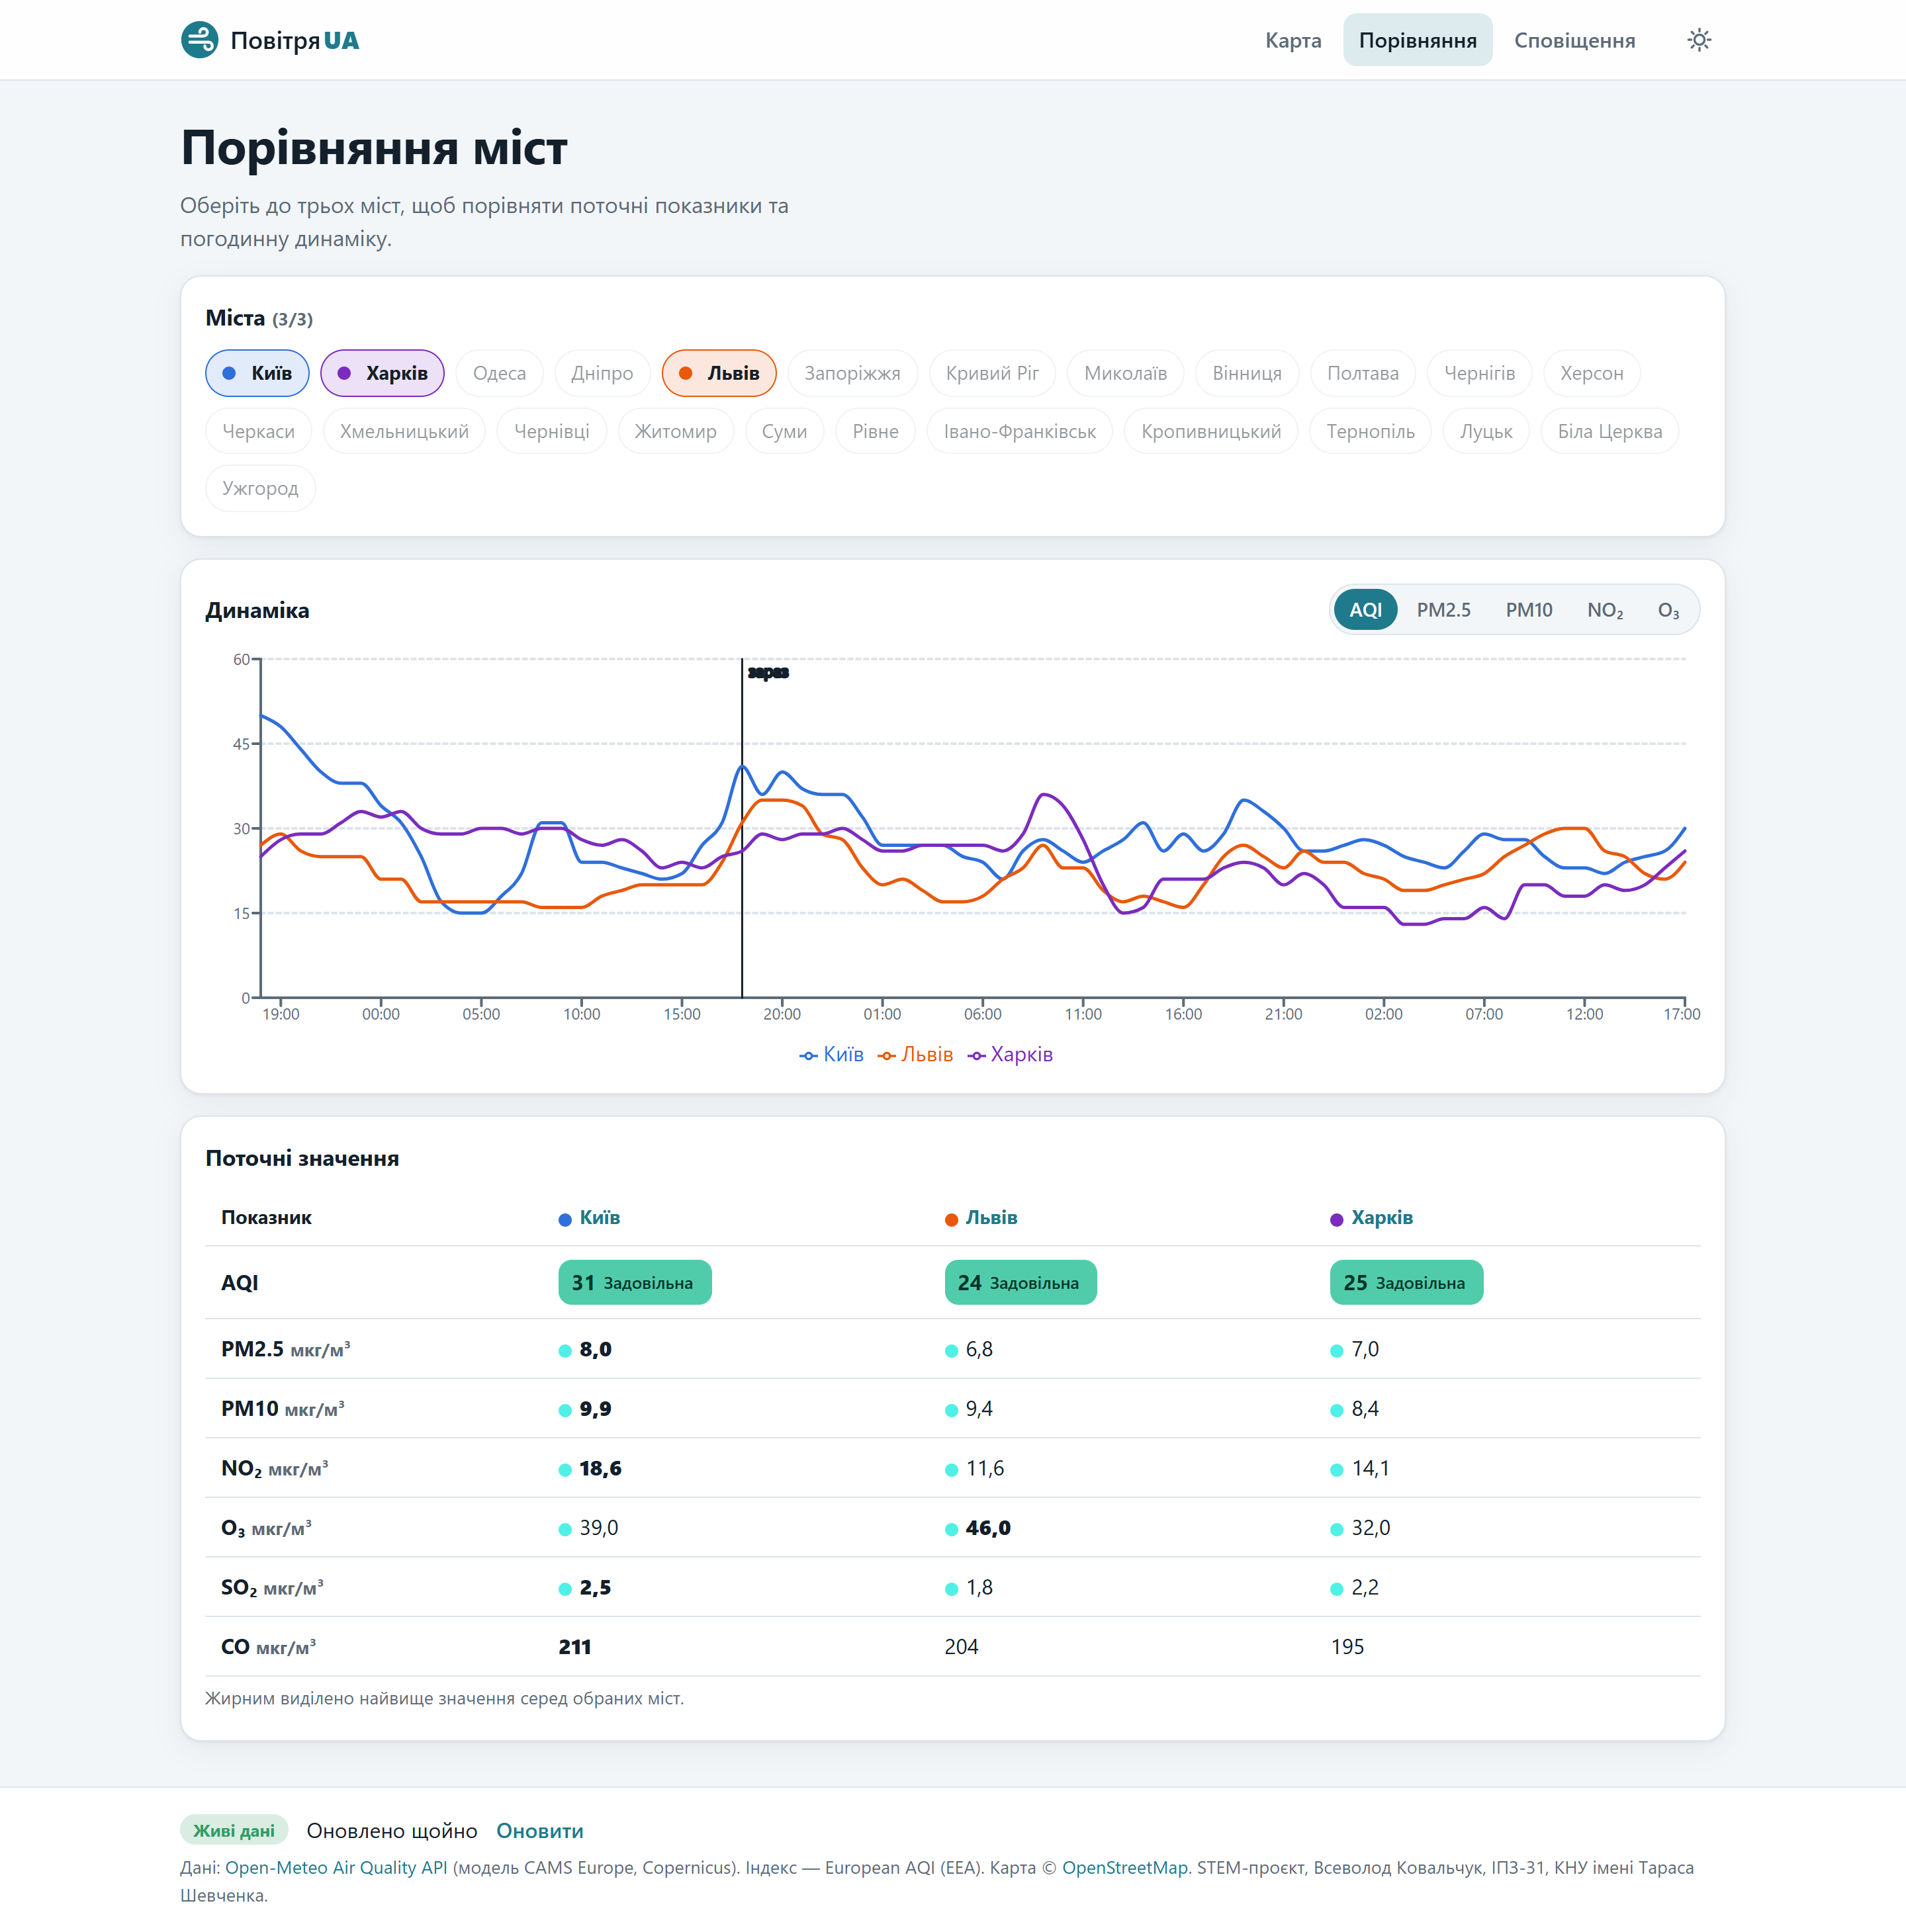 ПовітряUA
Карта Порівняння Сповіщення
Порівняння міст
Оберіть до трьох міст, щоб порівняти поточні показники та
погодинну динаміку.
Міста (3/3)
Київ Харків Одеса Дніпро Львів Запоріжжя Кривий Ріг Миколаїв Вінниця Полтава Чернігів Херсон
Черкаси Хмельницький Чернівці Житомир Суми Рівне Івано-Франківськ Кропивницький Тернопіль Луцьк Біла Церква
Ужгород
Динаміка
AQI PM2.5 PM10 NO₂ O₃
60
зараз
45
30
15
0
19:00 00:00 05:00 10:00 15:00 20:00 01:00 06:00 11:00 16:00 21:00 02:00 07:00 12:00 17:00
Київ Львів Харків
Поточні значення
Показник Київ Львів Харків
AQI 31 Задовільна 24 Задовільна 25 Задовільна
PM2.5 мкг/м³ 8,0 6,8 7,0
PM10 мкг/м³ 9,9 9,4 8,4
NO₂ мкг/м³ 18,6 11,6 14,1
O₃ мкг/м³ 39,0 46,0 32,0
SO₂ мкг/м³ 2,5 1,8 2,2
CO мкг/м³ 211 204 195
Жирним виділено найвище значення серед обраних міст.
Живі дані Оновлено щойно Оновити
Дані: Open-Meteo Air Quality API (модель CAMS Europe, Copernicus). Індекс — European AQI (EEA). Карта © OpenStreetMap. STEM-проєкт, Всеволод Ковальчук, ІПЗ-31, КНУ імені Тараса
Шевченка.